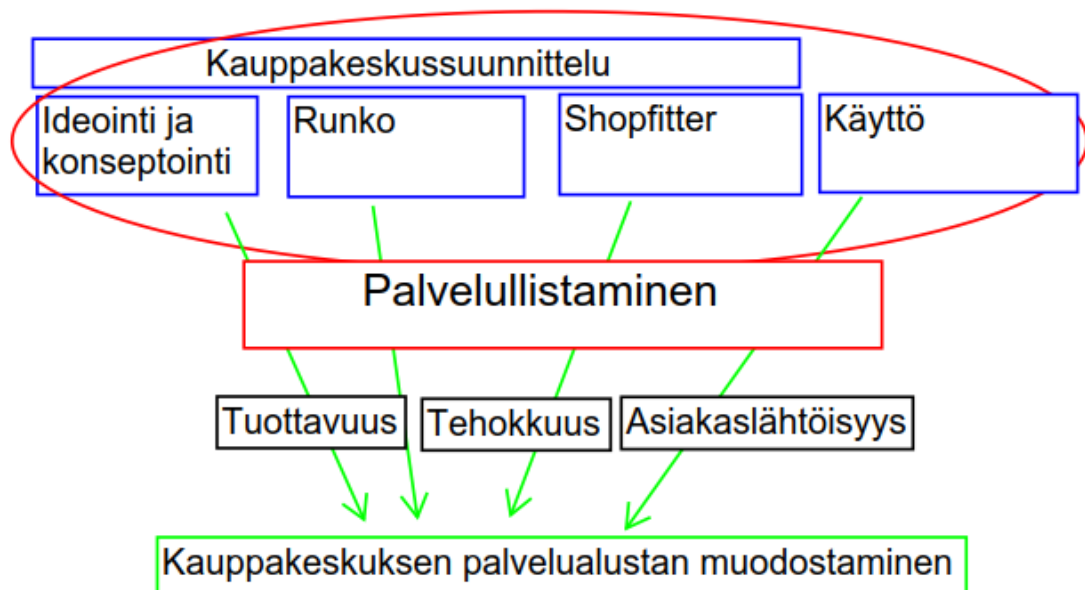 Kauppakeskussuunnittelu
Ideointi ja
konseptointi
Runko
Shopfitter
Käyttö
Palvelullistaminen
Tuottavuus
Tehokkuus
Asiakaslähtöisyys
Kauppakeskuksen palvelualustan muodostaminen